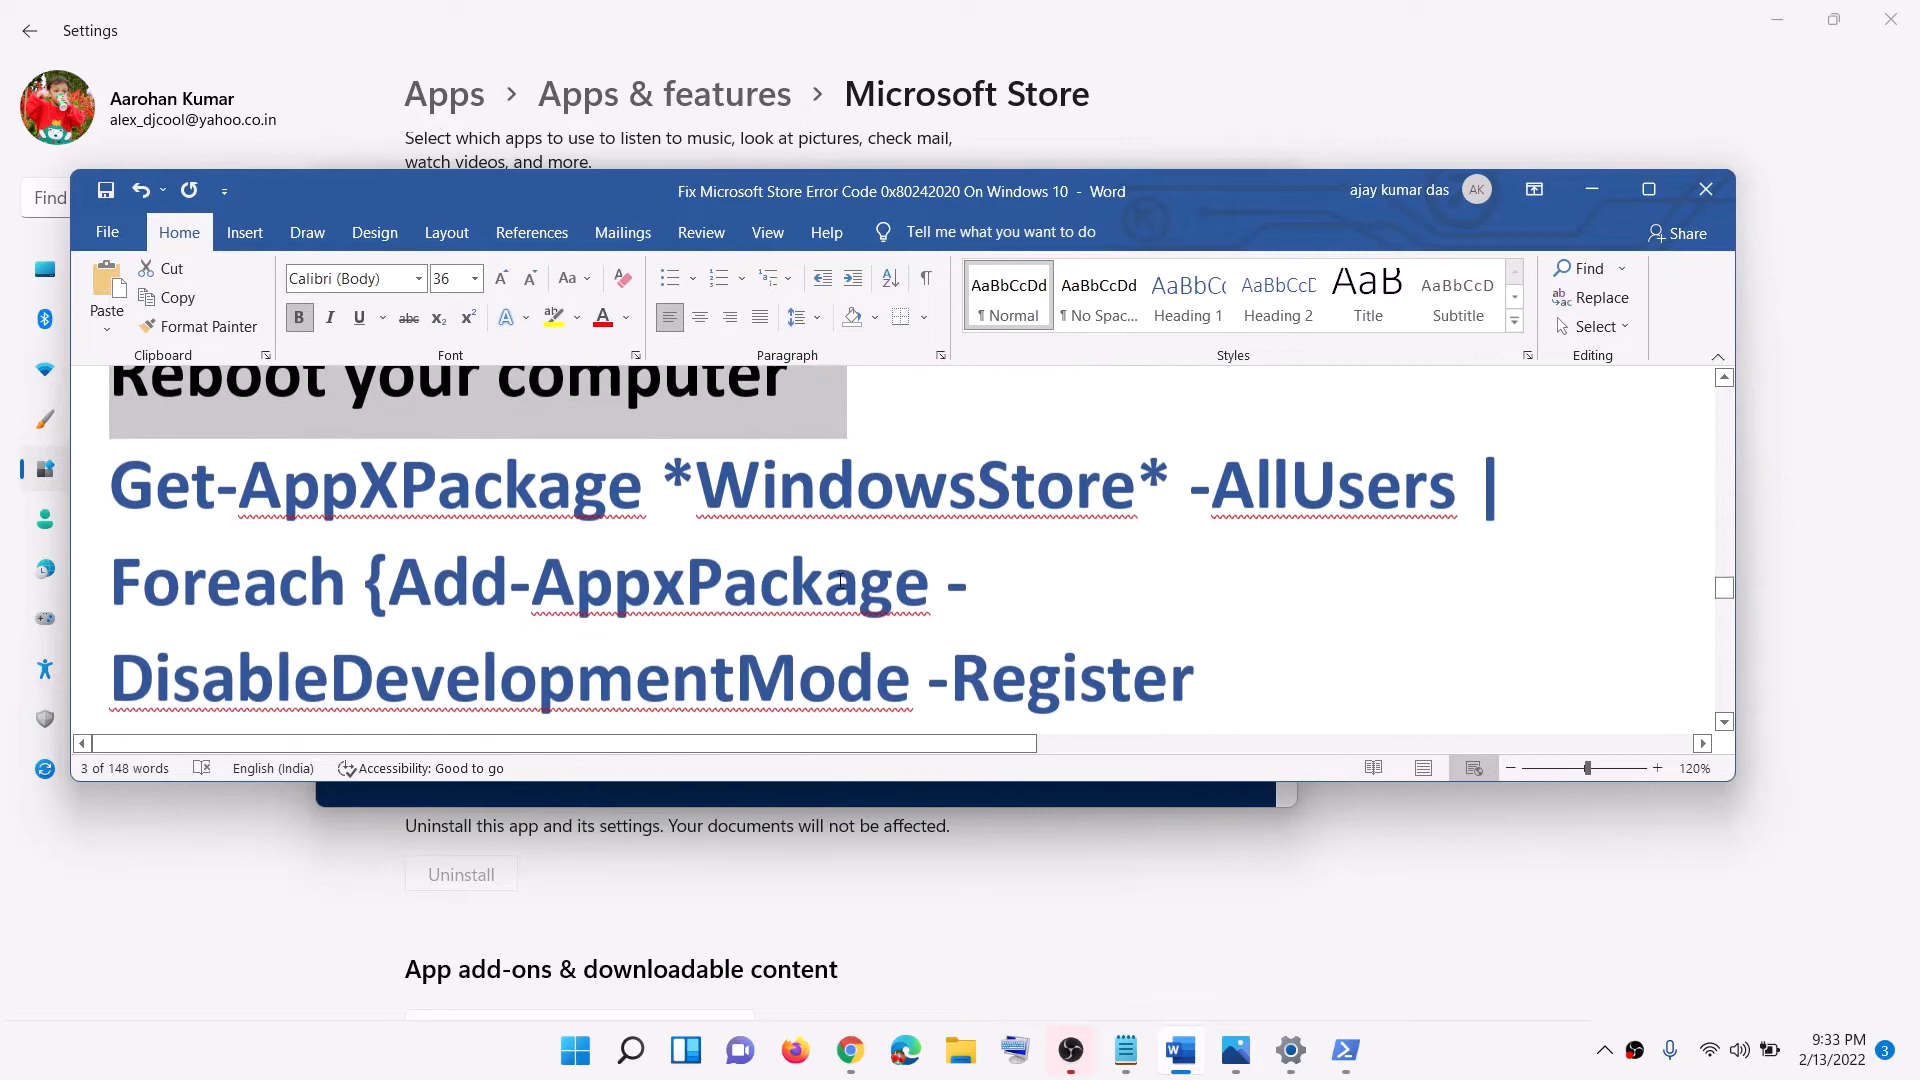 Settings
Aarohan Kumar
alex_djcool@yahoo.co.in
Apps > Apps & features > Microsoft Store
Select which apps to use to listen to music, look at pictures, check mail,
watch videos, and more.
Find
Fix Microsoft Store Error Code 0x80242020 On Windows 10 - Word
ajay kumar das AK
File Home Insert Draw Design Layout References Mailings Review View Help Tell me what you want to do Share
Paste Cut
Copy
Format Painter
Clipboard
Calibri (Body) 36
Font
Paragraph
AaBbCcDd AaBbCcDd AaBbCc AaBbCcD AaB AaBbCcD
¶ Normal ¶ No Spac... Heading 1 Heading 2 Title Subtitle
Styles
Find
Replace
Select
Editing
Reboot your computer
Get-AppXPackage *WindowsStore* -AllUsers |
Foreach {Add-AppxPackage -
DisableDevelopmentMode -Register
3 of 148 words English (India) Accessibility: Good to go 120%
Uninstall this app and its settings. Your documents will not be affected.
Uninstall
App add-ons & downloadable content
9:33 PM
2/13/2022 3